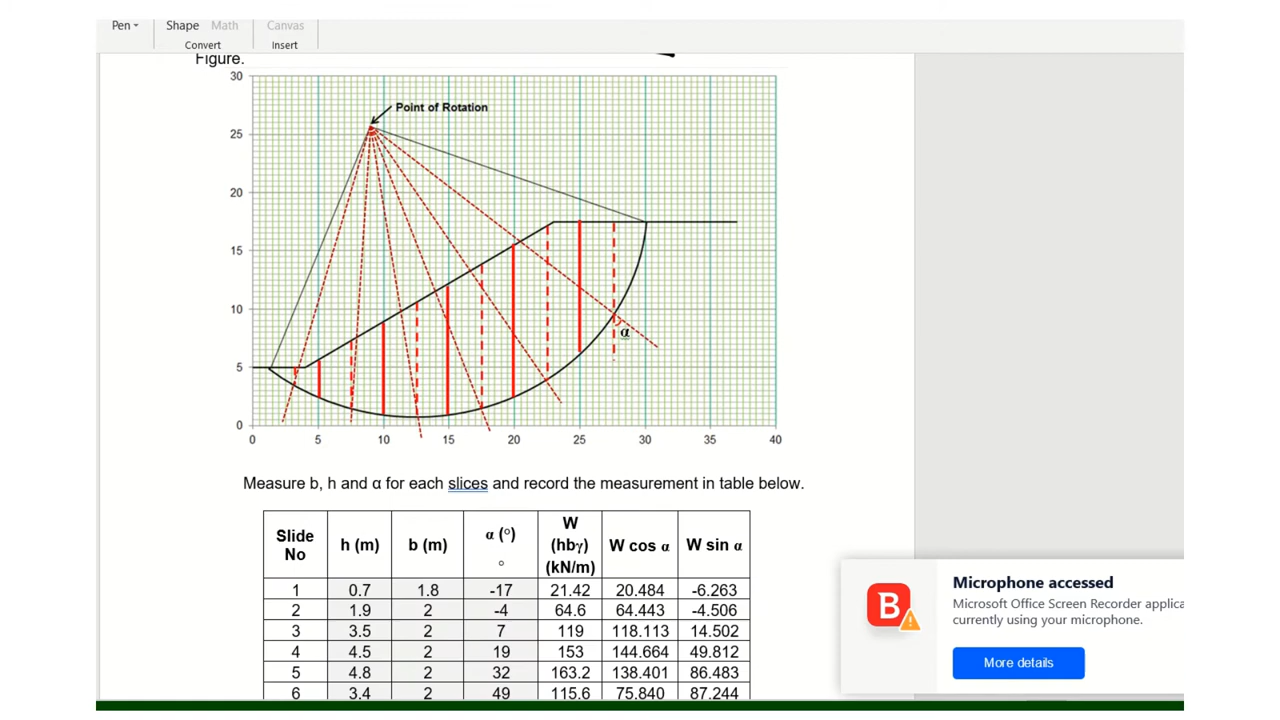 Pen
Shape Math
Canvas
Convert
Insert
Figure.
30
Point of Rotation
25
20
15
10
α
5
0
0 5 10 15 20 25 30 35 40
Measure b, h and α for each slices and record the measurement in table below.
Slide No h (m) b (m) α (°) ° W (hbγ) (kN/m) W cos α W sin α
1 0.7 1.8 -17 21.42 20.484 -6.263
2 1.9 2 -4 64.6 64.443 -4.506
3 3.5 2 7 119 118.113 14.502
4 4.5 2 19 153 144.664 49.812
5 4.8 2 32 163.2 138.401 86.483
6 3.4 2 49 115.6 75.840 87.244
B
Microphone accessed
Microsoft Office Screen Recorder applica
currently using your microphone.
More details